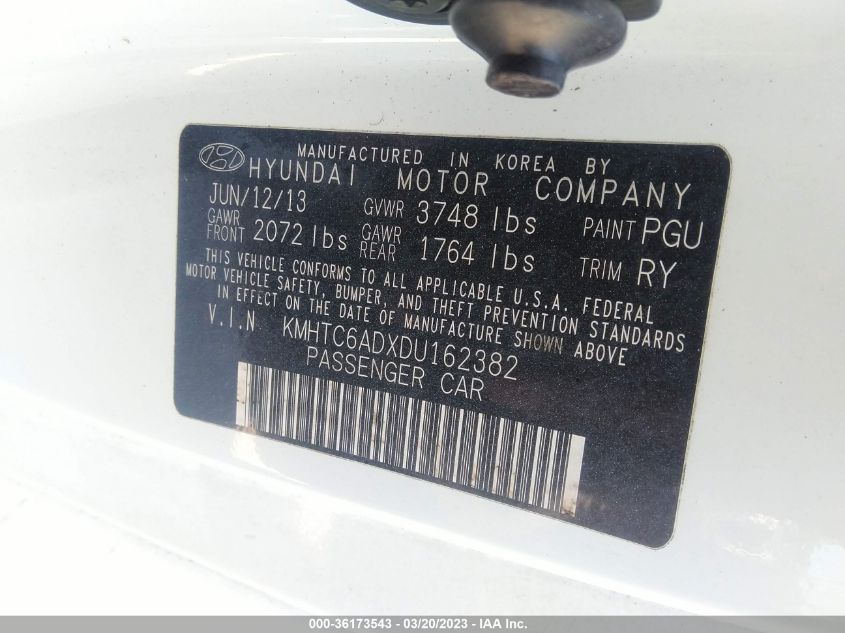 MANUFACTURED IN KOREA BY
HYUNDAI MOTOR COMPANY
JUN/12/13 GVWR 3748 lbs PAINT PGU
GAWR FRONT 2072 lbs GAWR REAR 1764 lbs TRIM RY
THIS VEHICLE CONFORMS TO ALL APPLICABLE U.S.A. FEDERAL
MOTOR VEHICLE SAFETY, BUMPER, AND THEFT PREVENTION STANDARDS
IN EFFECT ON THE DATE OF MANUFACTURE SHOWN ABOVE
V.I.N KMHTC6ADXDU162382
PASSENGER CAR
000-36173543 - 03/20/2023 - IAA Inc.